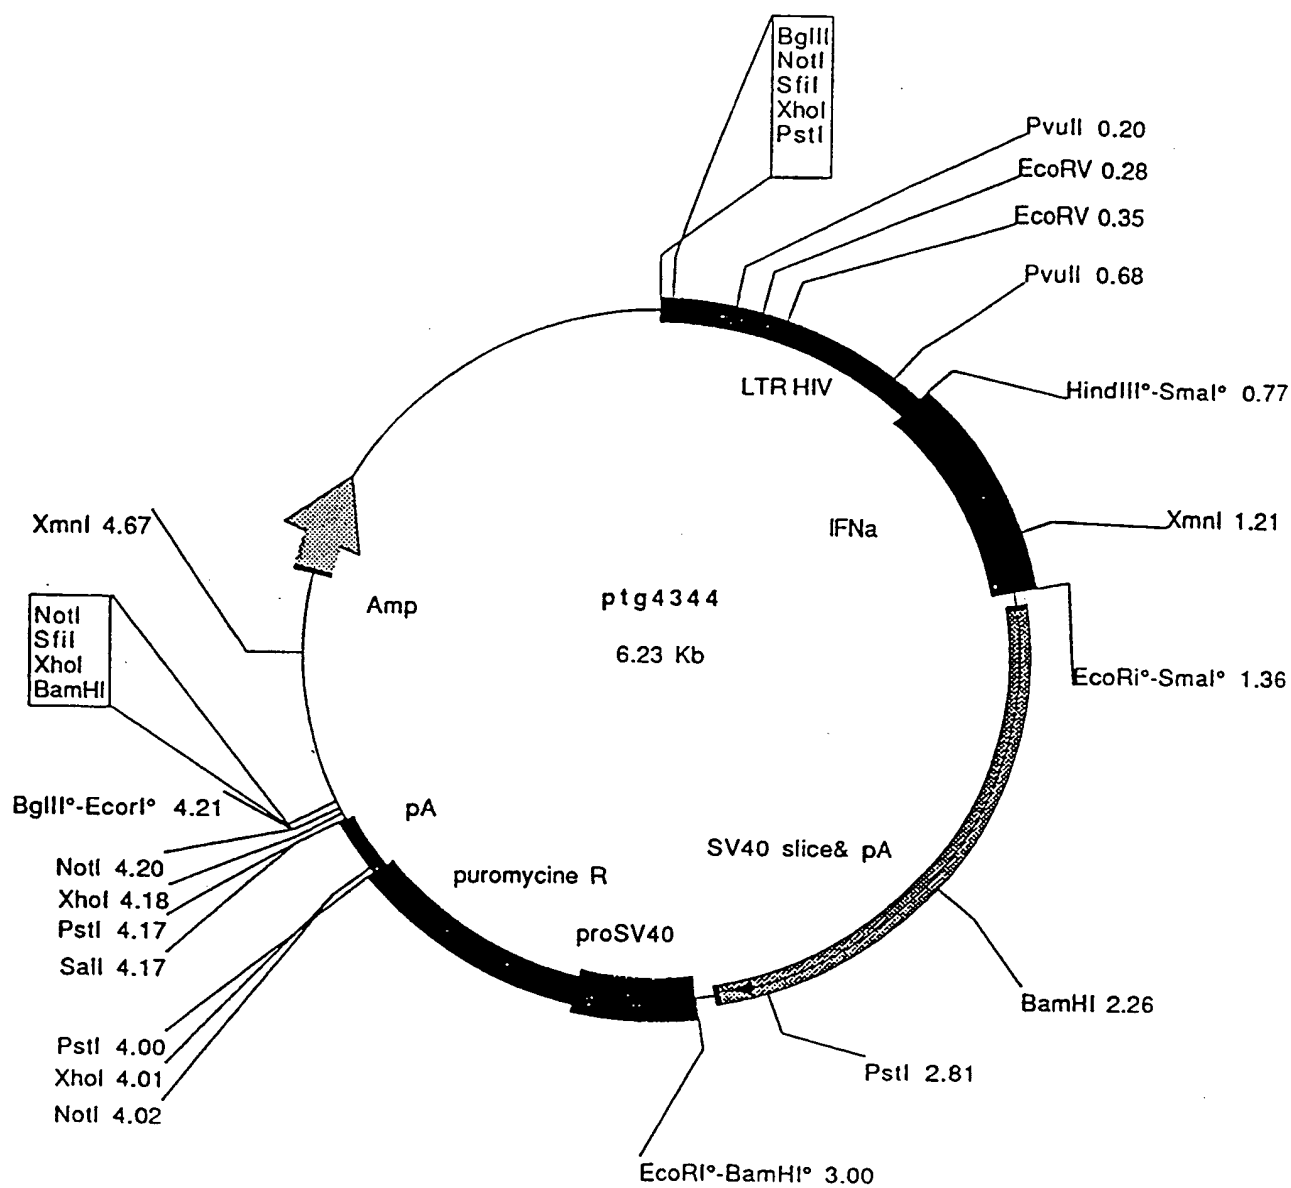 BglII
NotI
SfiI
XhoI
PstI
PvuII 0.20
EcoRV 0.28
EcoRV 0.35
PvuII 0.68
LTR HIV
HindIII°-SmaI° 0.77
IFNa
XmnI 1.21
XmnI 4.67
Amp
ptg4344
6.23 Kb
NotI
SfiI
XhoI
BamHI
EcoRi°-SmaI° 1.36
BglII°-EcorI° 4.21
pA
SV40 slice& pA
puromycine R
NotI 4.20
XhoI 4.18
PstI 4.17
SalI 4.17
proSV40
BamHI 2.26
PstI 4.00
XhoI 4.01
NotI 4.02
PstI 2.81
EcoRI°-BamHI° 3.00